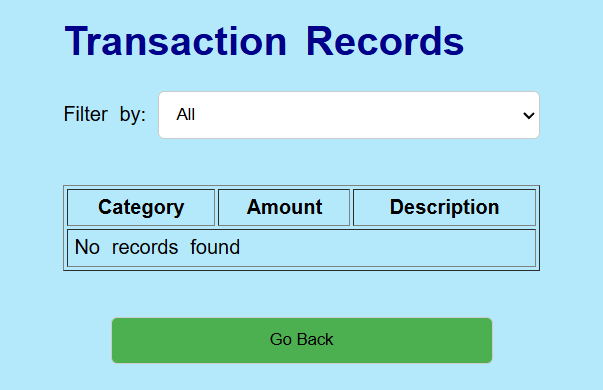 Transaction Records
Filter by: All
Category Amount Description
No records found
Go Back